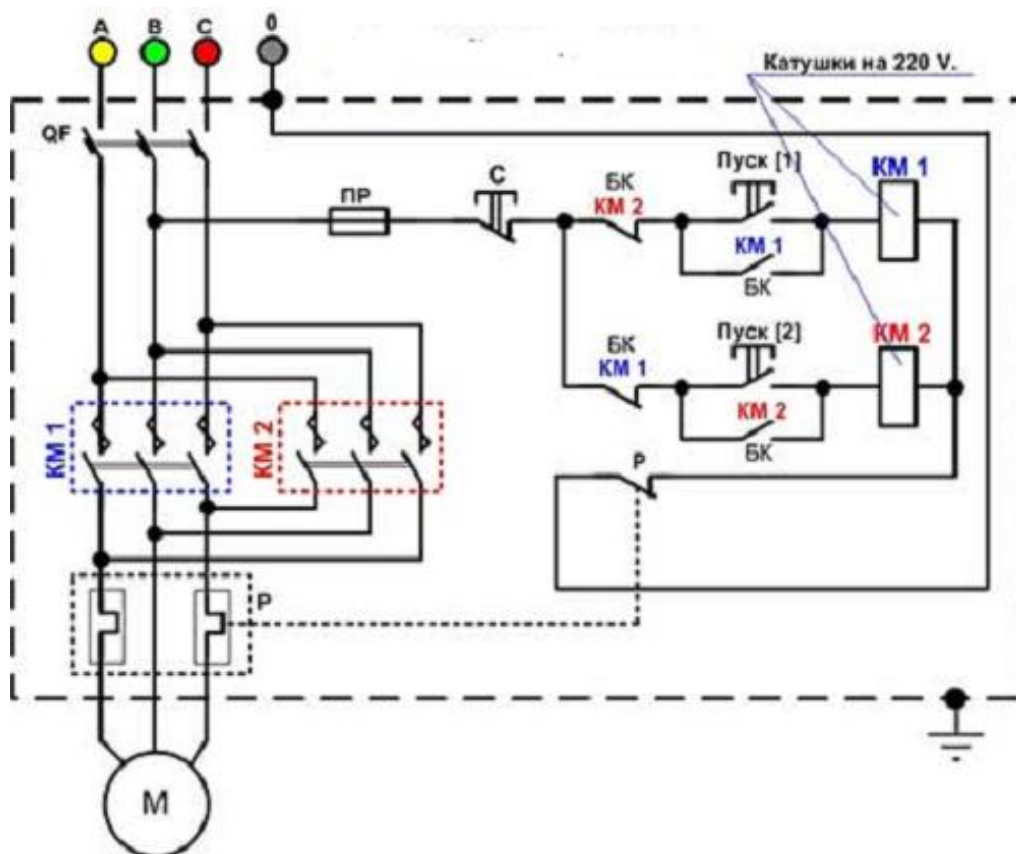 А В С 0
Катушки на 220 V.
QF
Пуск [1]
КМ 1
С
БК
ПР
КМ 2
КМ 1
БК
Пуск [2]
КМ 2
БК
КМ 1
КМ 2
БК
КМ 1
КМ 2
Р
Р
М